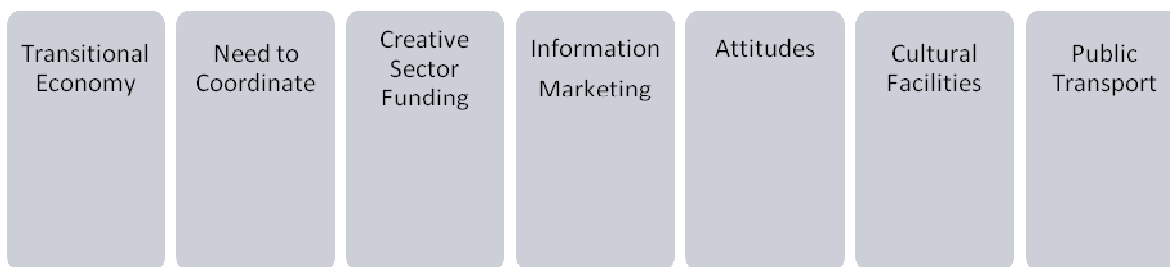 Transitional
Economy
Need to
Coordinate
Creative
Sector
Funding
Information
Marketing
Attitudes
Cultural
Facilities
Public
Transport